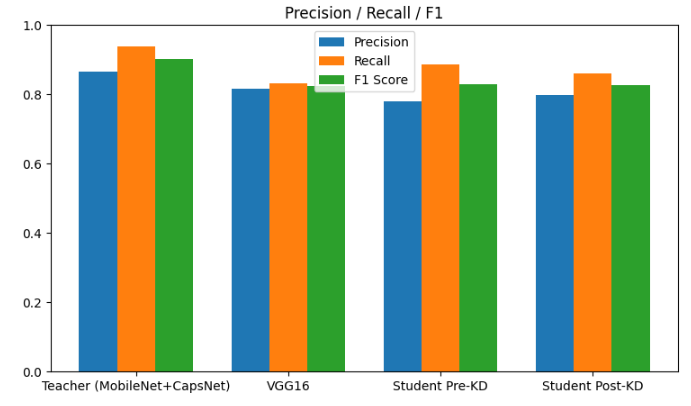 Precision / Recall / F1
Precision
Recall
F1 Score
1.0
0.8
0.6
0.4
0.2
0.0
Teacher (MobileNet+CapsNet)
VGG16
Student Pre-KD
Student Post-KD